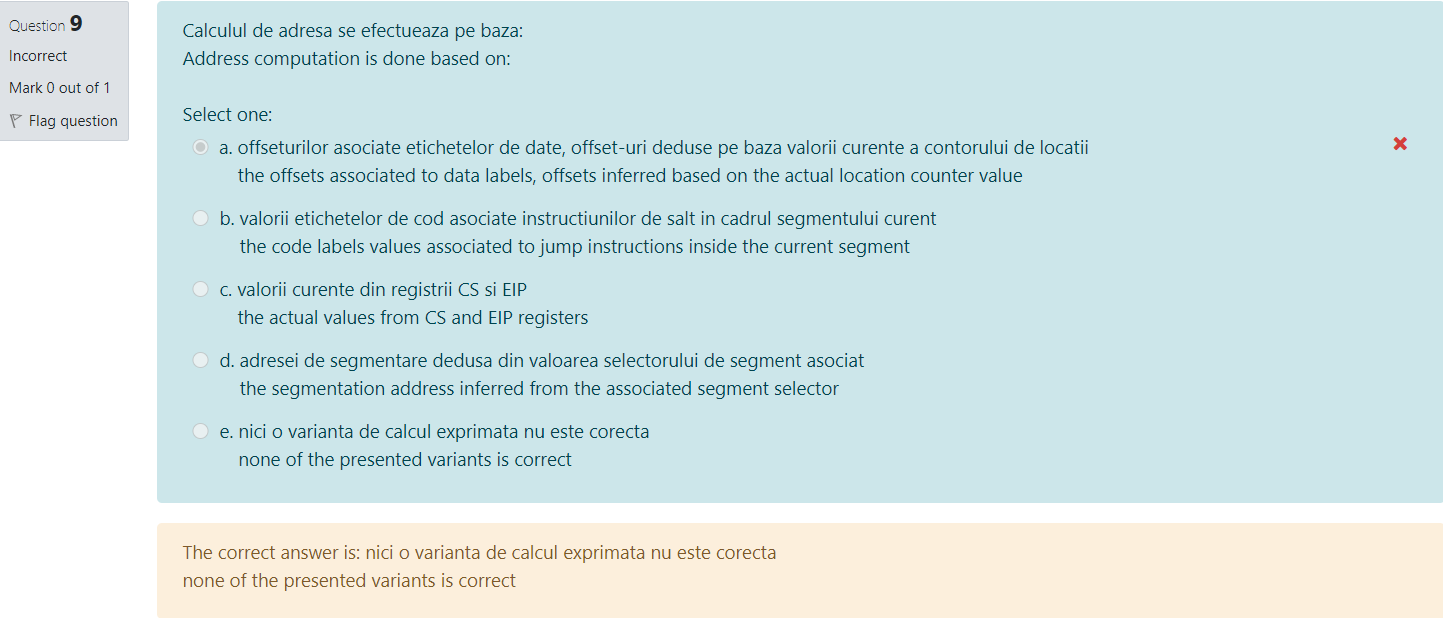 Question 9
Incorrect
Mark 0 out of 1
Flag question
Calculul de adresa se efectueaza pe baza:
Address computation is done based on:
Select one:
a. offseturilor asociate etichetelor de date, offset-uri deduse pe baza valorii curente a contorului de locatii
the offsets associated to data labels, offsets inferred based on the actual location counter value
b. valorii etichetelor de cod asociate instructiunilor de salt in cadrul segmentului curent
the code labels values associated to jump instructions inside the current segment
c. valorii curente din registrii CS si EIP
the actual values from CS and EIP registers
d. adresei de segmentare dedusa din valoarea selectorului de segment asociat
the segmentation address inferred from the associated segment selector
e. nici o varianta de calcul exprimata nu este corecta
none of the presented variants is correct
The correct answer is: nici o varianta de calcul exprimata nu este corecta
none of the presented variants is correct